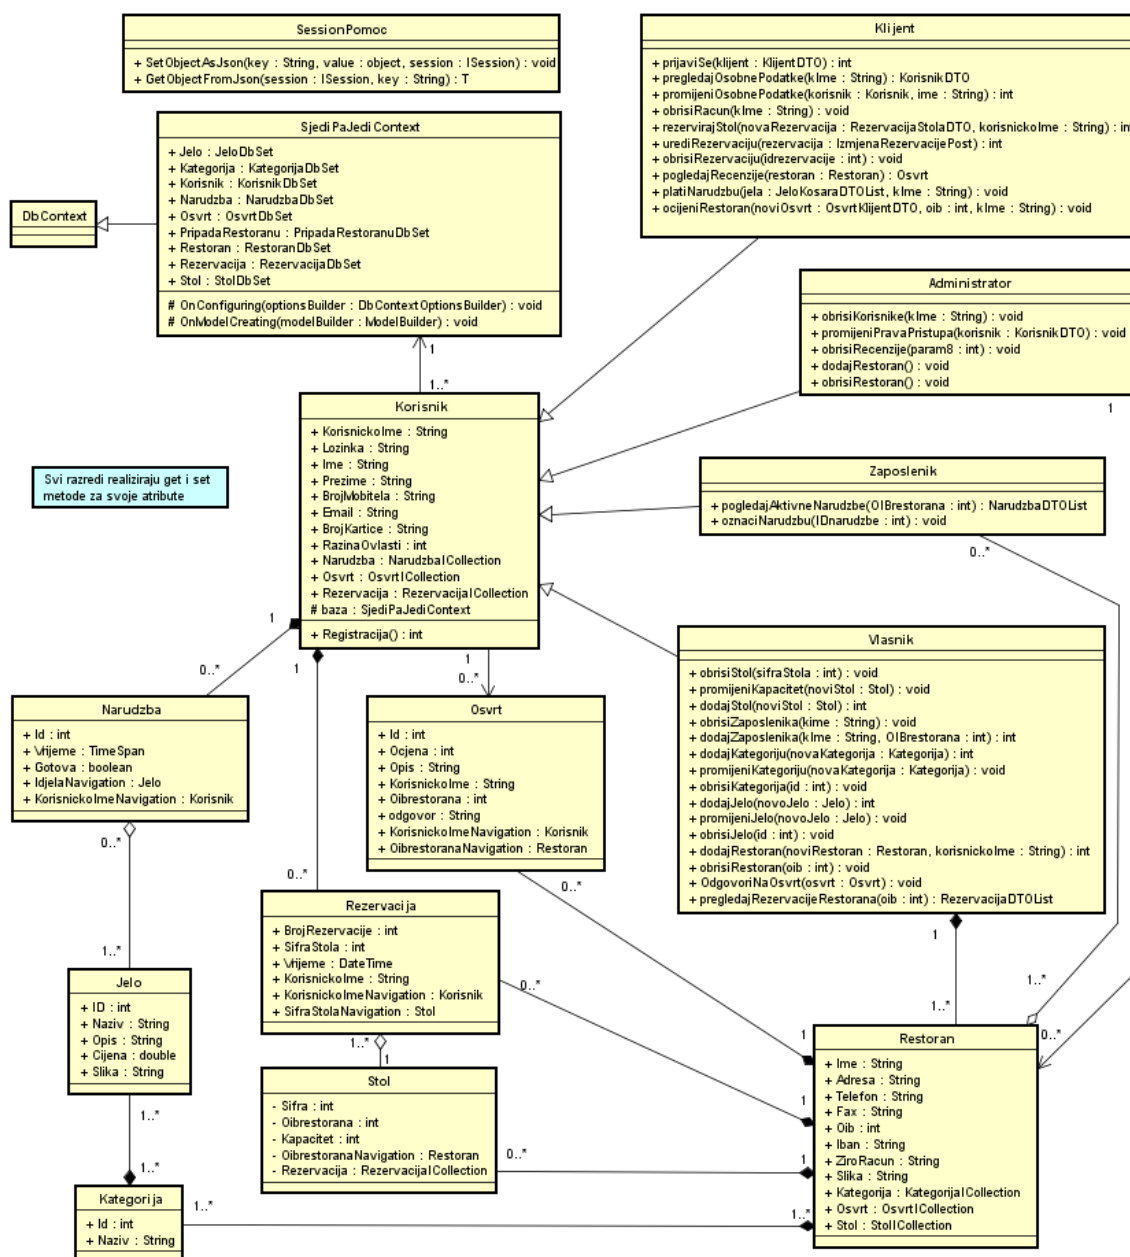 SessionPomoc
+ SetObjectAsJson(key : String, value : object, session : ISession) : void
+ GetObjectFromJson(session : ISession, key : String) : T
Klijent
+ prijaviSe(klijent : KlijentDTO) : int
+ pregledajOsobnePodatke(kIme : String) : KorisnikDTO
+ promijeniOsobnePodatke(korisnik : Korisnik, ime : String) : int
+ obrisiRacun(kIme : String) : void
+ rezervirajStol(novaRezervacija : RezervacijaStolaDTO, korisnickoIme : String) : int
+ urediRezervaciju(rezervacija : IzmjenaRezervacijePost) : int
+ obrisiRezervaciju(idrezervacije : int) : void
+ pogledajRecenzije(restoran : Restoran) : Osvrt
+ platiNarudzbu(jela : JeloKosaraDTOList, kIme : String) : void
+ ocijeniRestoran(noviOsvrt : OsvrtKlijentDTO, oib : int, kIme : String) : void
SjediPaJediContext
+ Jelo : JeloDbSet
+ Kategorija : KategorijaDbSet
+ Korisnik : KorisnikDbSet
+ Narudzba : NarudzbaDbSet
+ Osvrt : OsvrtDbSet
+ PripadaRestoranu : PripadaRestoranuDbSet
+ Restoran : RestoranDbSet
+ Rezervacija : RezervacijaDbSet
+ Stol : StolDbSet
# OnConfiguring(optionsBuilder : DbContextOptionsBuilder) : void
# OnModelCreating(modelBuilder : ModelBuilder) : void
DbContext
Administrator
+ obrisiKorisnike(kIme : String) : void
+ promijeniPravaPristupa(korisnik : KorisnikDTO) : void
+ obrisiRecenzije(param8 : int) : void
+ dodajRestoran() : void
+ obrisiRestoran() : void
1
1..*
1
Korisnik
+ KorisnickoIme : String
+ Lozinka : String
+ Ime : String
+ Prezime : String
+ BrojMobitela : String
+ Email : String
+ BrojKartice : String
+ RazinaOvlasti : int
+ Narudzba : NarudzbaICollection
+ Osvrt : OsvrtICollection
+ Rezervacija : RezervacijaICollection
# baza : SjediPaJediContext
+ Registracija() : int
Svi razredi realiziraju get i set
metode za svoje atribute
Zaposlenik
+ pogledajAktivneNarudzbe(OIBrestorana : int) : NarudzbaDTOList
+ oznaciNarudzbu(IDnarudzbe : int) : void
0..*
1
0..*
1
1
0..*
Vlasnik
+ obrisiStol(sifraStola : int) : void
+ promijeniKapacitet(noviStol : Stol) : void
+ dodajStol(noviStol : Stol) : int
+ obrisiZaposlenika(kime : String) : void
+ dodajZaposlenika(kIme : String, OIBrestorana : int) : int
+ dodajKategoriju(novaKategorija : Kategorija) : int
+ promijeniKategoriju(novaKategorija : Kategorija) : void
+ obrisiKategorija(id : int) : void
+ dodajJelo(novoJelo : Jelo) : int
+ promijeniJelo(novoJelo : Jelo) : void
+ obrisiJelo(id : int) : void
+ dodajRestoran(noviRestoran : Restoran, korisnickoIme : String) : int
+ obrisiRestoran(oib : int) : void
+ OdgovoriNaOsvrt(osvrt : Osvrt) : void
+ pregledajRezervacijeRestorana(oib : int) : RezervacijaDTOList
Narudzba
+ Id : int
+ Vrijeme : TimeSpan
+ Gotova : boolean
+ IdjelaNavigation : Jelo
+ KorisnickoImeNavigation : Korisnik
Osvrt
+ Id : int
+ Ocjena : int
+ Opis : String
+ KorisnickoIme : String
+ Oibrestorana : int
+ odgovor : String
+ KorisnickoImeNavigation : Korisnik
+ OibrestoranaNavigation : Restoran
0..*
0..*
0..*
Rezervacija
+ BrojRezervacije : int
+ SifraStola : int
+ Vrijeme : DateTime
+ KorisnickoIme : String
+ KorisnickoImeNavigation : Korisnik
+ SifraStolaNavigation : Stol
1
1..*
1..*
0..*
1..*
0..*
Jelo
+ ID : int
+ Naziv : String
+ Opis : String
+ Cijena : double
+ Slika : String
1..*
1
1
1
Stol
- Sifra : int
- Oibrestorana : int
- Kapacitet : int
- OibrestoranaNavigation : Restoran
- Rezervacija : RezervacijaICollection
Restoran
+ Ime : String
+ Adresa : String
+ Telefon : String
+ Fax : String
+ Oib : int
+ Iban : String
+ ZiroRacun : String
+ Slika : String
+ Kategorija : KategorijaICollection
+ Osvrt : OsvrtICollection
+ Stol : StolICollection
1..*
1..*
0..*
1
1..*
1..*
Kategorija
+ Id : int
+ Naziv : String